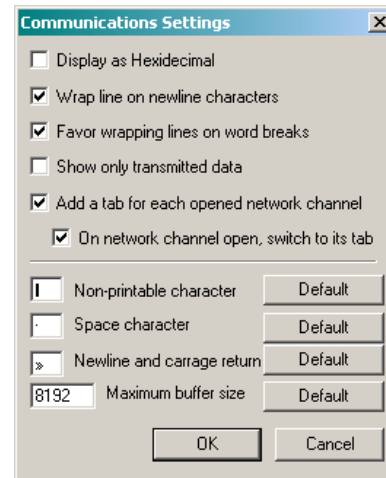 Communications Settings
Display as Hexidecimal
Wrap line on newline characters
Favor wrapping lines on word breaks
Show only transmitted data
Add a tab for each opened network channel
On network channel open, switch to its tab
Non-printable character Default
· Space character Default
» Newline and carrage return Default
8192 Maximum buffer size Default
OK Cancel